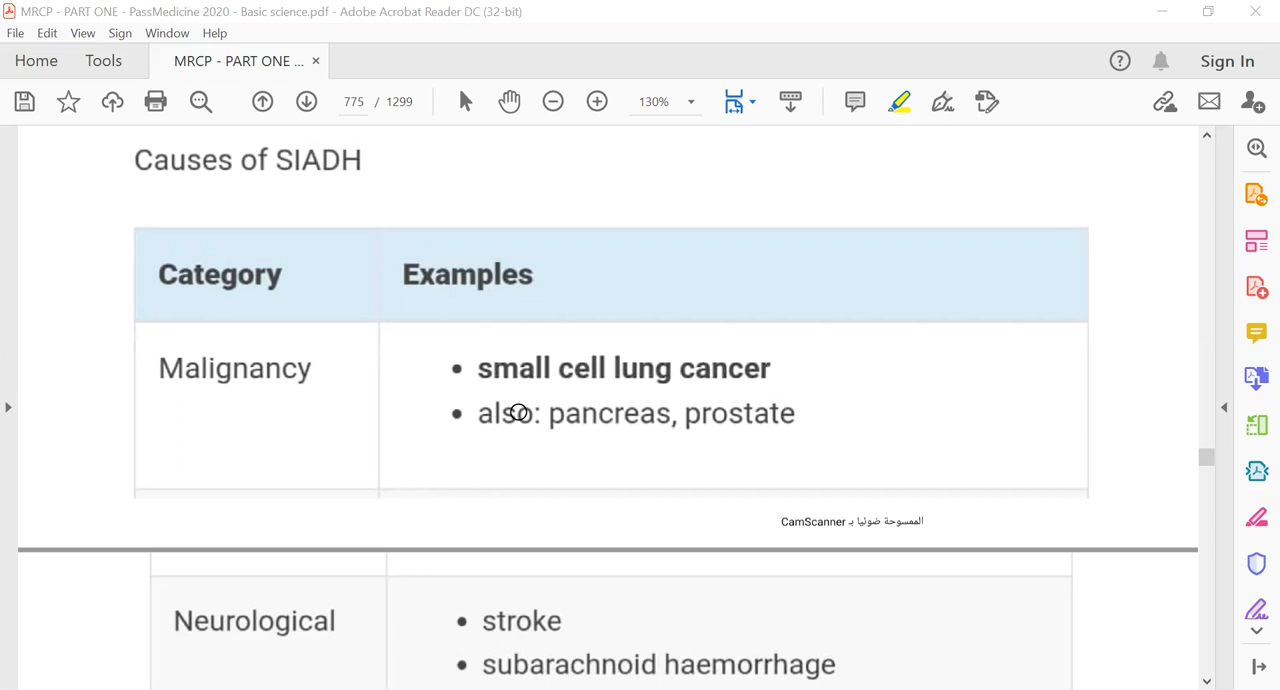 MRCP - PART ONE - PassMedicine 2020 - Basic science.pdf - Adobe Acrobat Reader DC (32-bit)
File Edit View Sign Window Help
Home Tools MRCP - PART ONE ... × Sign In
775 / 1299 130%
Causes of SIADH
Category Examples
Malignancy • small cell lung cancer
• also: pancreas, prostate
الممسوحة ضوئيا بـ CamScanner
Neurological • stroke
• subarachnoid haemorrhage